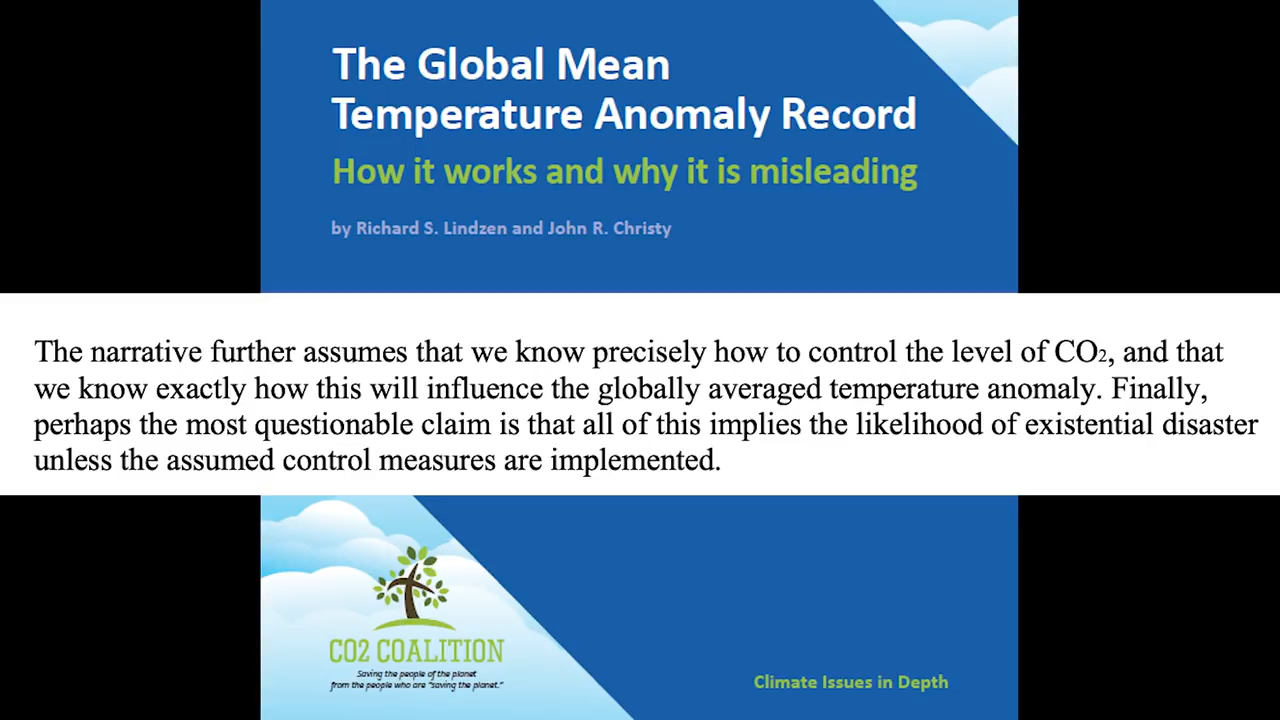 The Global Mean
Temperature Anomaly Record
How it works and why it is misleading
by Richard S. Lindzen and John R. Christy
The narrative further assumes that we know precisely how to control the level of CO₂, and that
we know exactly how this will influence the globally averaged temperature anomaly. Finally,
perhaps the most questionable claim is that all of this implies the likelihood of existential disaster
unless the assumed control measures are implemented.
CO2 COALITION
Saving the people of the planet
from the people who are “saving the planet.”
Climate Issues in Depth